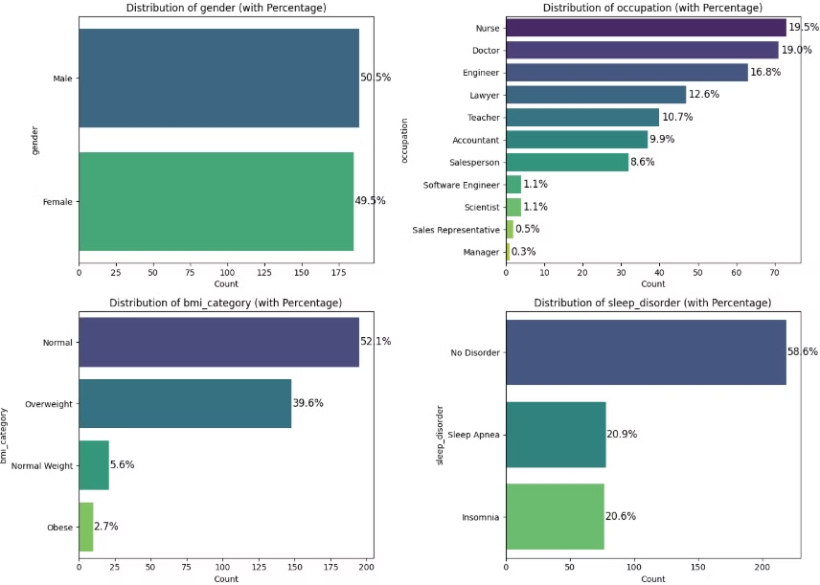 Distribution of gender (with Percentage)
gender
Male
50.5%
Female
49.5%
0 25 50 75 100 125 150 175
Count
Distribution of occupation (with Percentage)
occupation
Nurse
19.5%
Doctor
19.0%
Engineer
16.8%
Lawyer
12.6%
Teacher
10.7%
Accountant
9.9%
Salesperson
8.6%
Software Engineer
1.1%
Scientist
1.1%
Sales Representative
0.5%
Manager
0.3%
0 10 20 30 40 50 60 70
Count
Distribution of bmi_category (with Percentage)
bmi_category
Normal
52.1%
Overweight
39.6%
Normal Weight
5.6%
Obese
2.7%
0 25 50 75 100 125 150 175 200
Count
Distribution of sleep_disorder (with Percentage)
sleep_disorder
No Disorder
58.6%
Sleep Apnea
20.9%
Insomnia
20.6%
0 50 100 150 200
Count